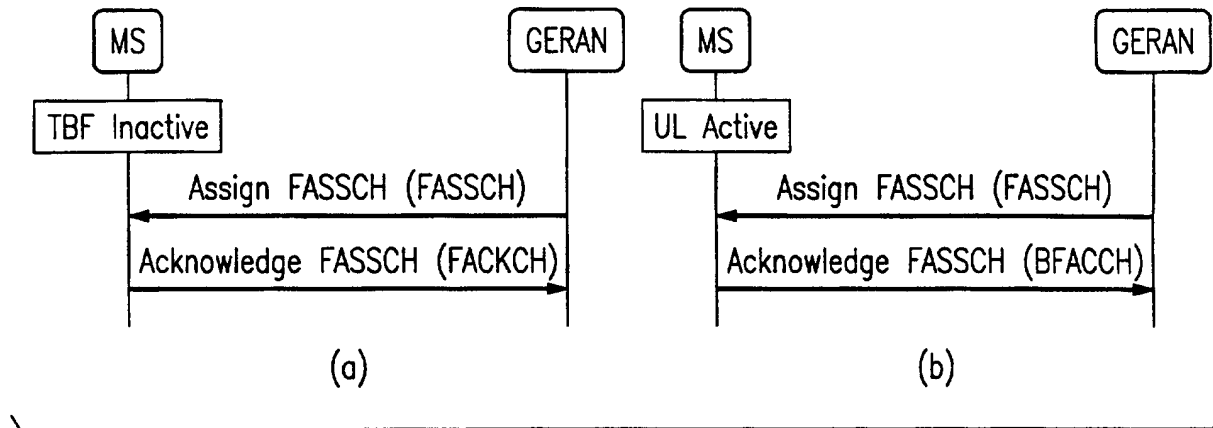 MS
GERAN
TBF Inactive
Assign FASSCH (FASSCH)
Acknowledge FASSCH (FACKCH)
(a)
MS
GERAN
UL Active
Assign FASSCH (FASSCH)
Acknowledge FASSCH (BFACCH)
(b)